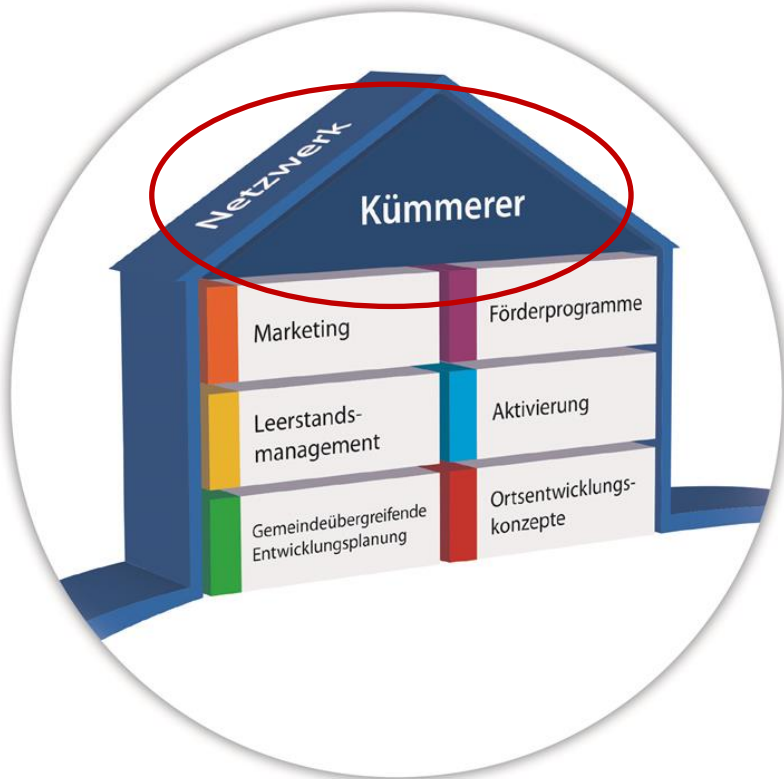 Netzwerk
Kümmerer
Marketing
Förderprogramme
Leerstands-
management
Aktivierung
Gemeindeübergreifende
Entwicklungsplanung
Ortsentwicklungs-
konzepte